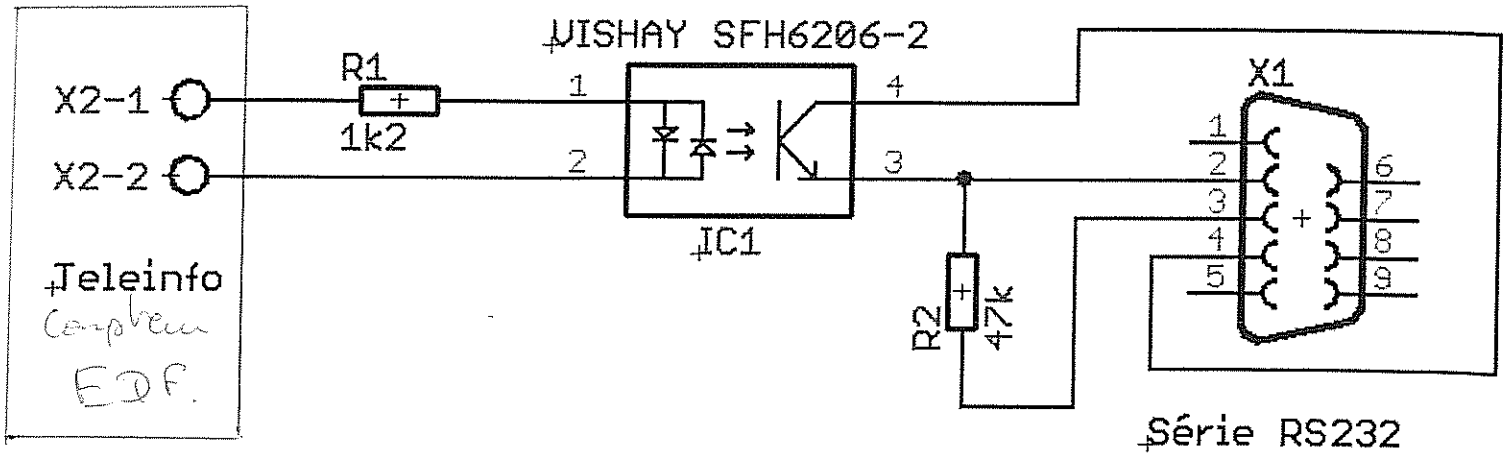 VISHAY SFH6206-2
X2-1
R1
1k2
1
2
4
3
X2-2
IC1
Teleinfo
Compteur
EDF.
R2
47k
X1
1
2
3
4
5
6
7
8
9
Série RS232